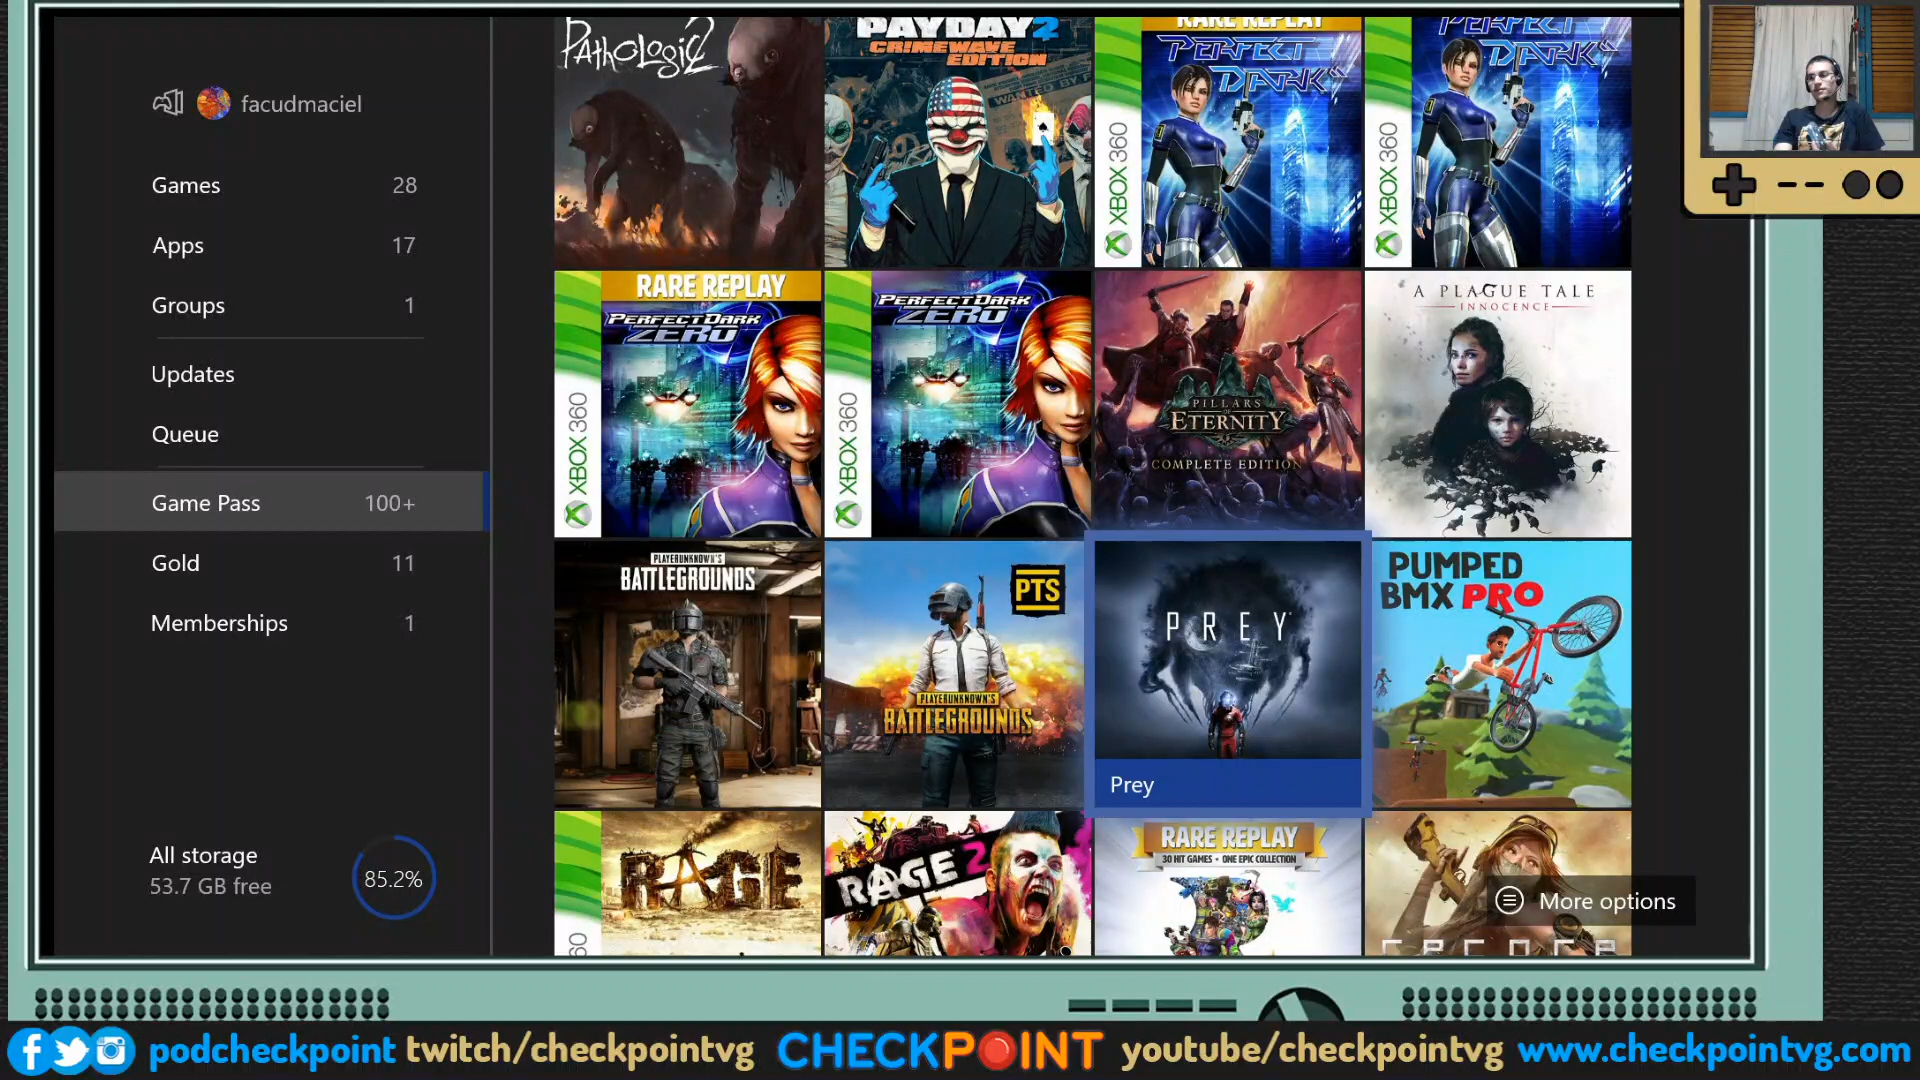 facudmaciel
Games 28
Apps 17
Groups 1
Updates
Queue
Game Pass 100+
Gold 11
Memberships 1
All storage
53.7 GB free
85.2%
PATHOLOGIC 2
PAYDAY 2
CRIMEWAVE
EDITION
RARE REPLAY
PERFECT
DARK
XBOX 360
PERFECT
DARK
XBOX 360
RARE REPLAY
PERFECT DARK
ZERO
XBOX 360
PERFECT DARK
ZERO
XBOX 360
PILLARS
OF
ETERNITY
COMPLETE EDITION
A PLAGUE TALE
INNOCENCE
PLAYERUNKNOWN'S
BATTLEGROUNDS
PTS
PLAYERUNKNOWN'S
BATTLEGROUNDS
PREY
Prey
PUMPED
BMX PRO
RAGE
60
RAGE 2
RARE REPLAY
30 HIT GAMES • ONE EPIC COLLECTION
R
recore
More options
podcheckpoint twitch/checkpointvg CHECKPOINT youtube/checkpointvg www.checkpointvg.com